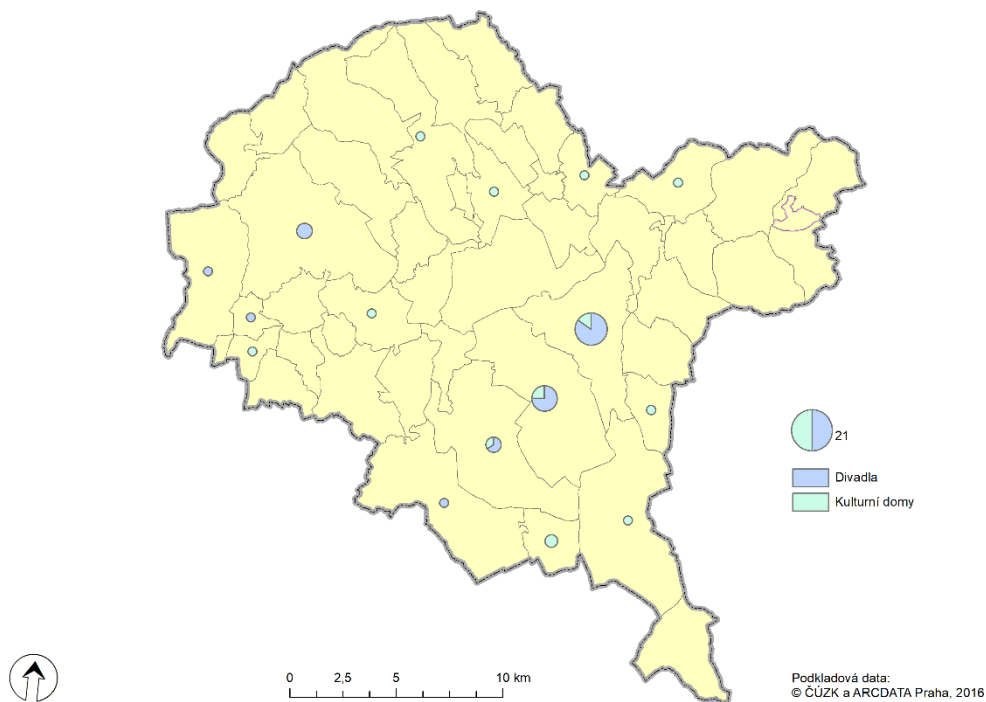 21
Divadla
Kulturní domy
0 2,5 5 10 km
Podkladová data:
© ČÚZK a ARCDATA Praha, 2016